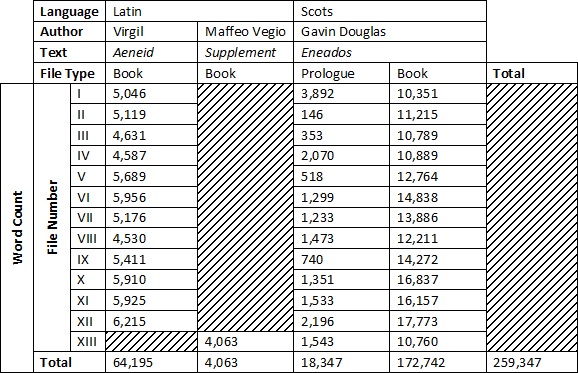 Language Latin Scots
Author Virgil Maffeo Vegio Gavin Douglas
Text Aeneid Supplement Eneados
File Type Book Book Prologue Book Total
Word Count
File Number
I 5,046 3,892 10,351
II 5,119 146 11,215
III 4,631 353 10,789
IV 4,587 2,070 10,889
V 5,689 518 12,764
VI 5,956 1,299 14,838
VII 5,176 1,233 13,886
VIII 4,530 1,473 12,211
IX 5,411 740 14,272
X 5,910 1,351 16,837
XI 5,925 1,533 16,157
XII 6,215 2,196 17,773
XIII 4,063 1,543 10,760
Total 64,195 4,063 18,347 172,742 259,347